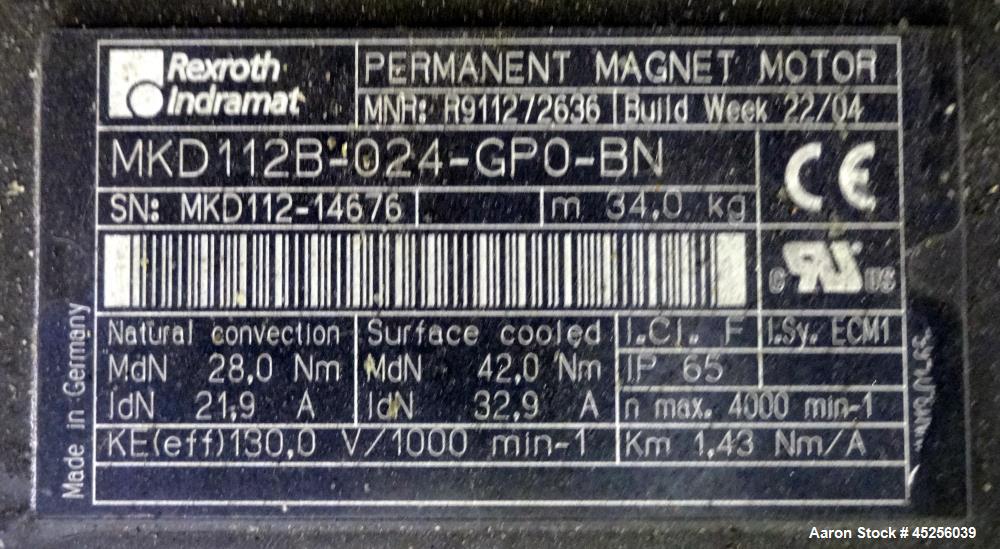 Rexroth
Indramat
PERMANENT MAGNET MOTOR
MNR: R911272636 Build Week 22/04
MKD112B-024-GP0-BN
CE
SN: MKD112-14676 m 34,0 kg
C RU US
Natural convection Surface cooled I.Cl. F I.Sy. ECM1
MdN 28,0 Nm MdN 42,0 Nm IP 65
IdN 21,9 A IdN 32,9 A n max. 4000 min-1
KE(eff)130,0 V/1000 min-1 Km 1,43 Nm/A
Made in Germany
Aaron Stock # 45256039